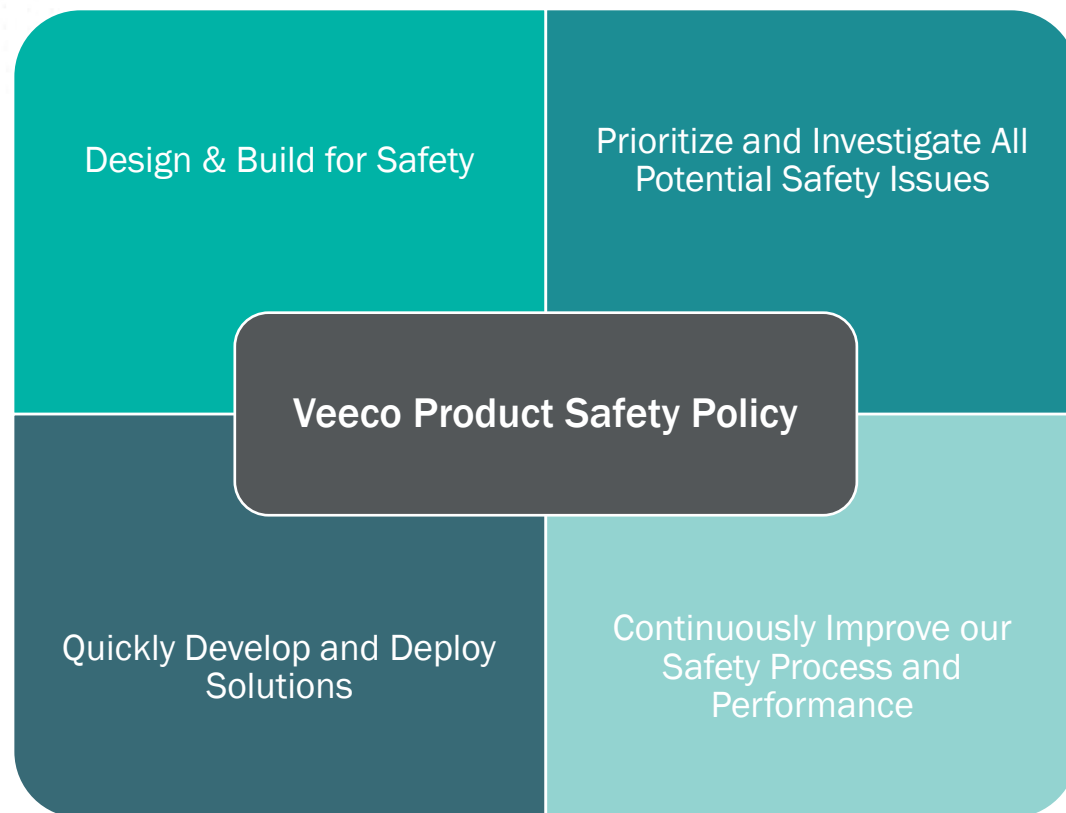 Design & Build for Safety
Prioritize and Investigate All
Potential Safety Issues
Veeco Product Safety Policy
Quickly Develop and Deploy
Solutions
Continuously Improve our
Safety Process and
Performance